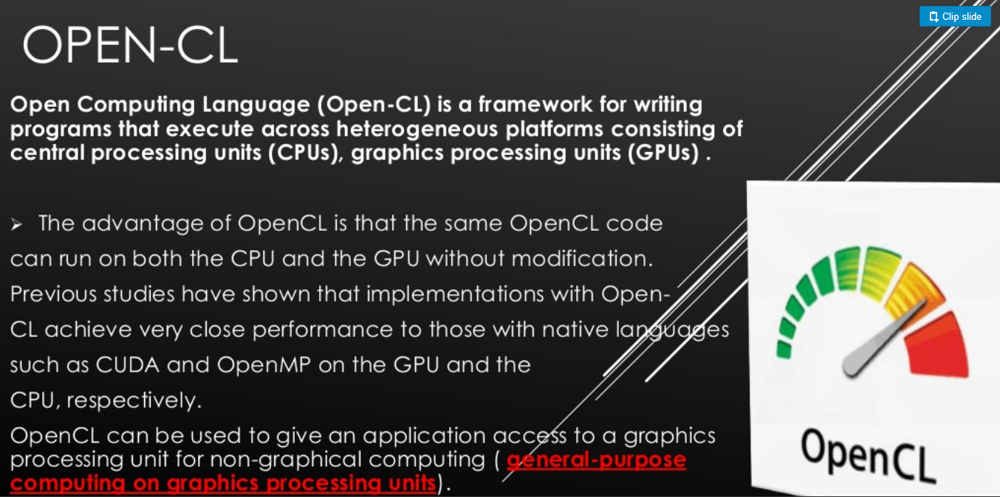 Clip slide
OPEN-CL
Open Computing Language (Open-CL) is a framework for writing
programs that execute across heterogeneous platforms consisting of
central processing units (CPUs), graphics processing units (GPUs) .
➢ The advantage of OpenCL is that the same OpenCL code
can run on both the CPU and the GPU without modification.
Previous studies have shown that implementations with Open-
CL achieve very close performance to those with native languages
such as CUDA and OpenMP on the GPU and the
CPU, respectively.
OpenCL can be used to give an application access to a graphics
processing unit for non-graphical computing ( general-purpose
computing on graphics processing units).
OpenCL